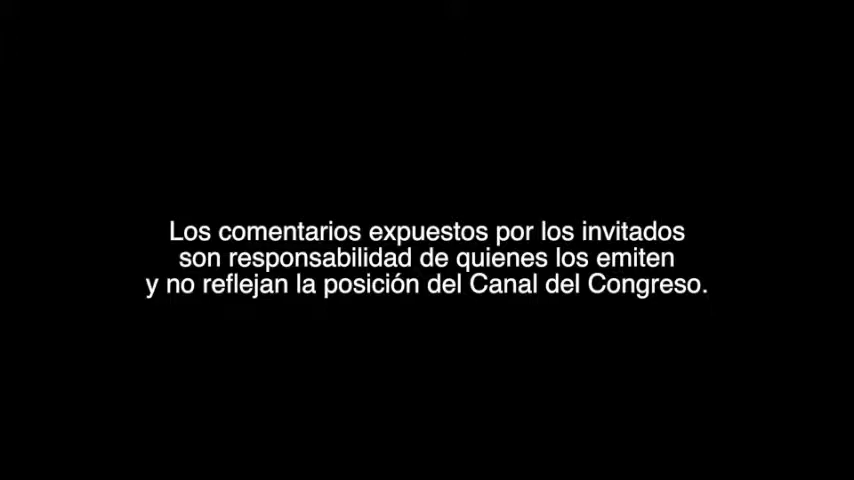 Los comentarios expuestos por los invitados
son responsabilidad de quienes los emiten
y no reflejan la posición del Canal del Congreso.